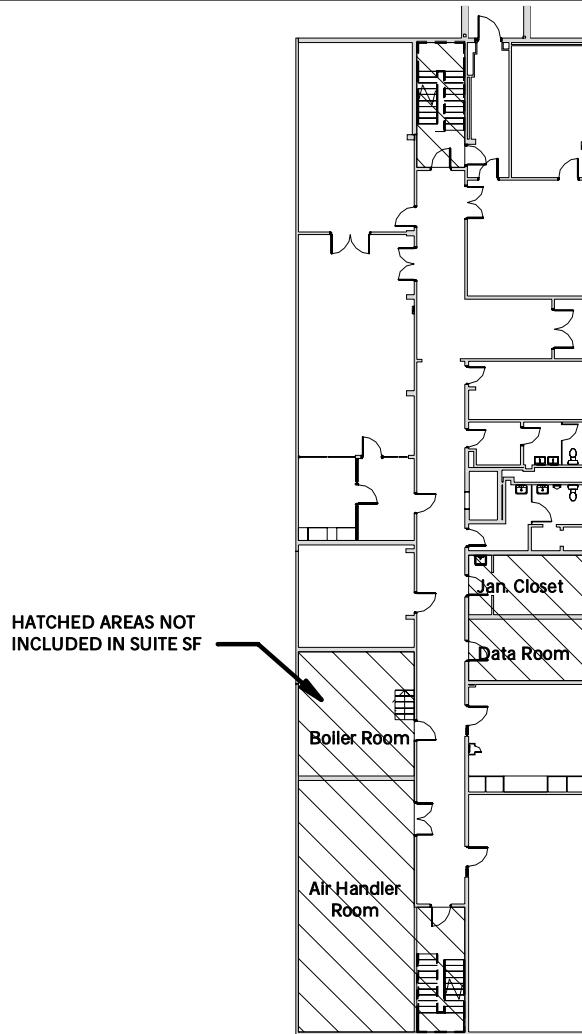 Jan. Closet
HATCHED AREAS NOT
INCLUDED IN SUITE SF
Data Room
Boiler Room
Air Handler
Room